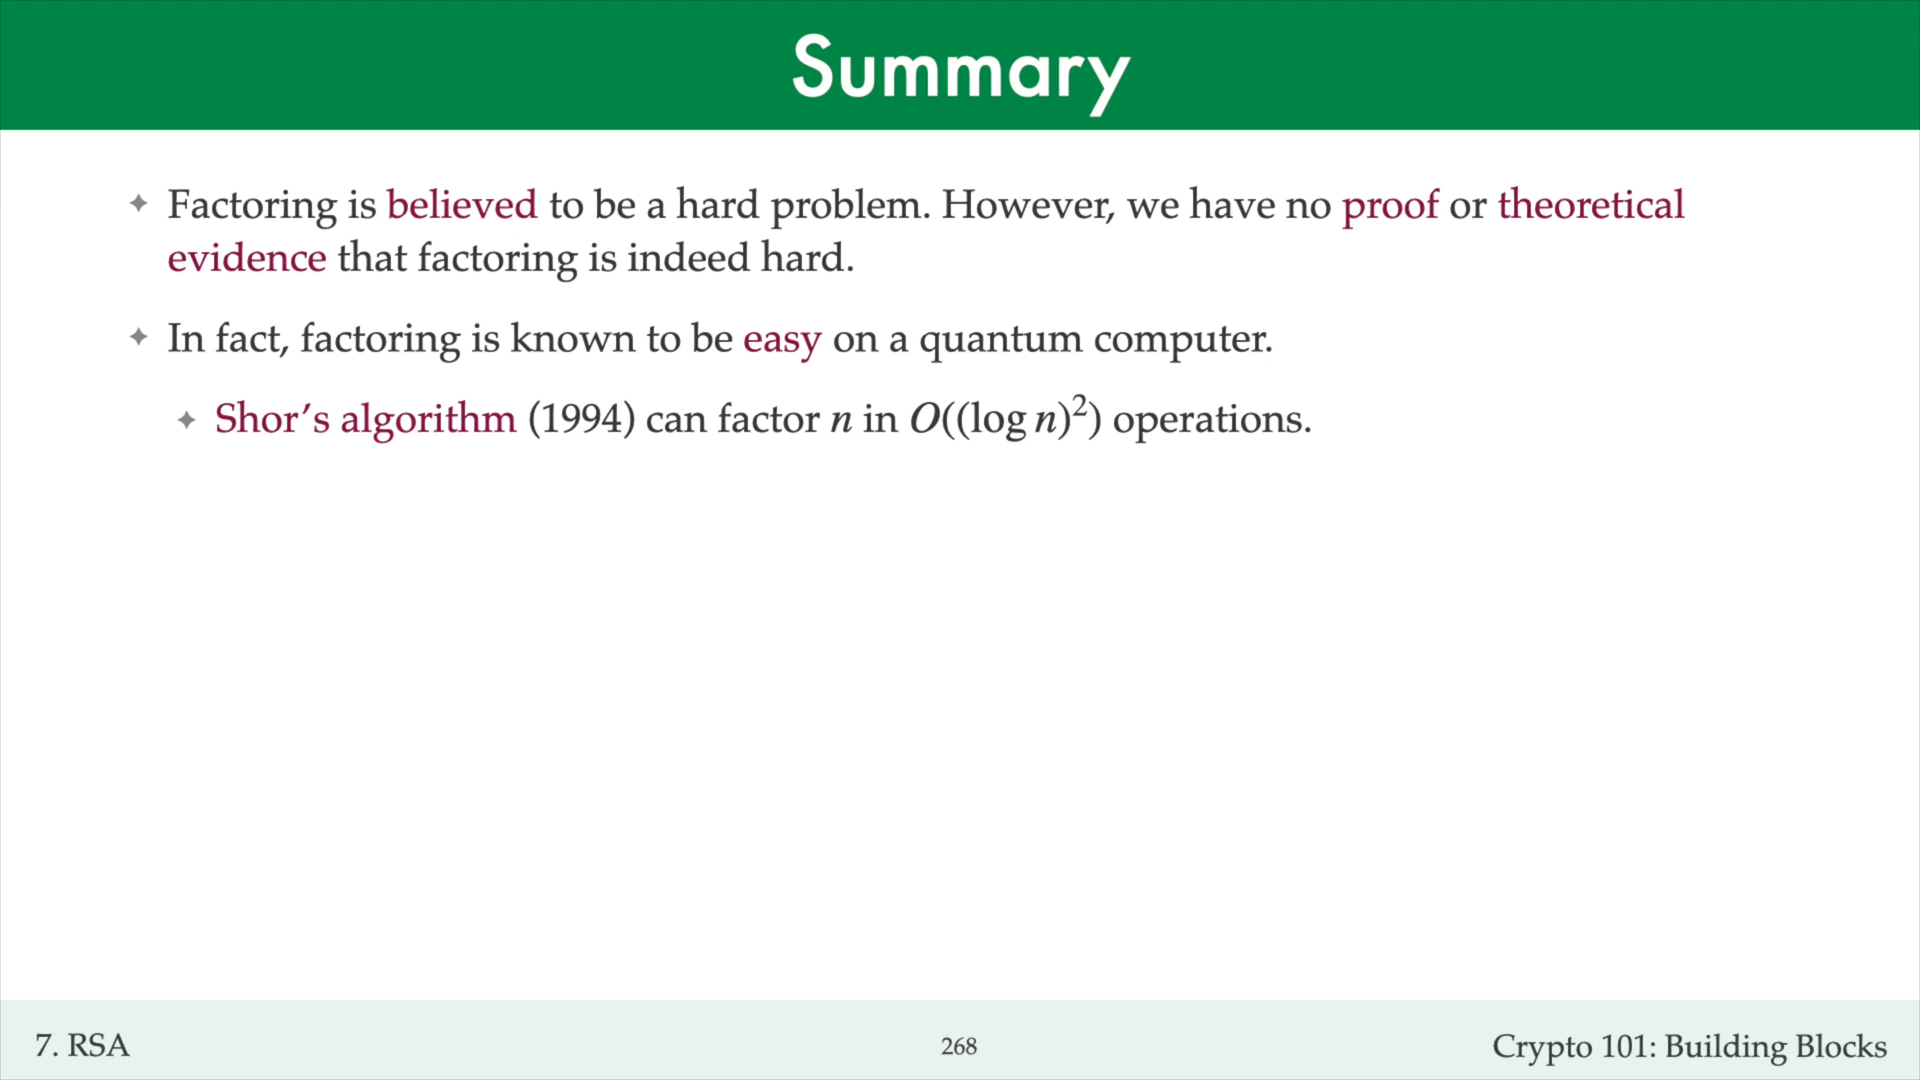 Summary
✦ Factoring is believed to be a hard problem. However, we have no proof or theoretical
evidence that factoring is indeed hard.
✦ In fact, factoring is known to be easy on a quantum computer.
✦ Shor’s algorithm (1994) can factor n in O((log n)²) operations.
7. RSA
268
Crypto 101: Building Blocks